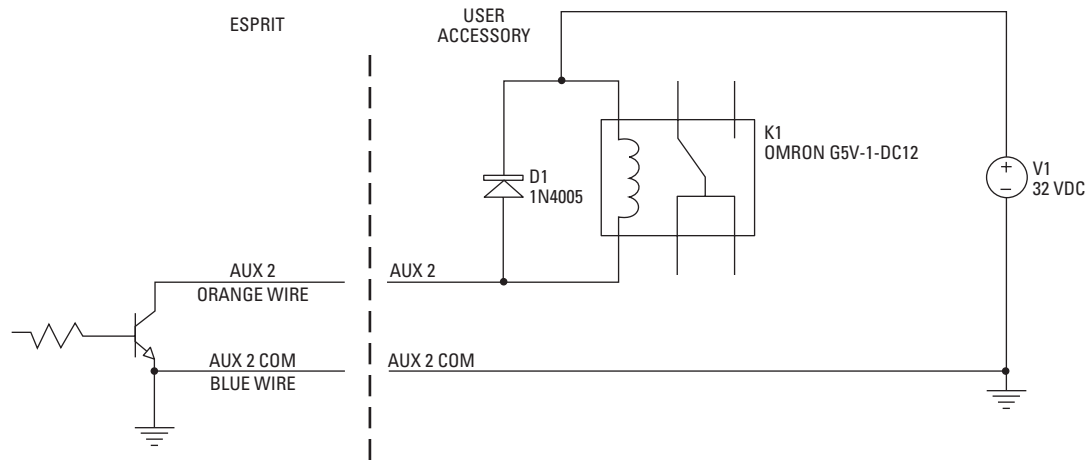 ESPRIT
USER
ACCESSORY
K1
OMRON G5V-1-DC12
D1
1N4005
+
–
V1
32 VDC
AUX 2
ORANGE WIRE
AUX 2
AUX 2 COM
BLUE WIRE
AUX 2 COM